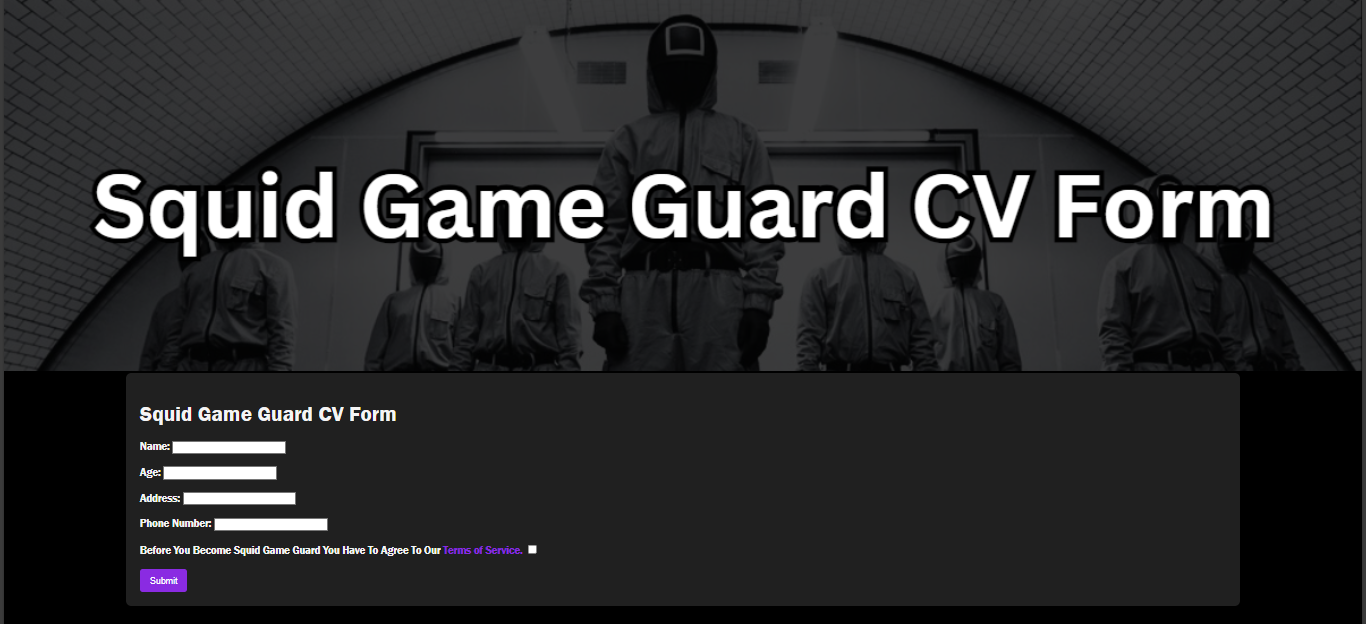 Squid Game Guard CV Form
Squid Game Guard CV Form
Name:
Age:
Address:
Phone Number:
Before You Become Squid Game Guard You Have To Agree To Our Terms of Service.
Submit